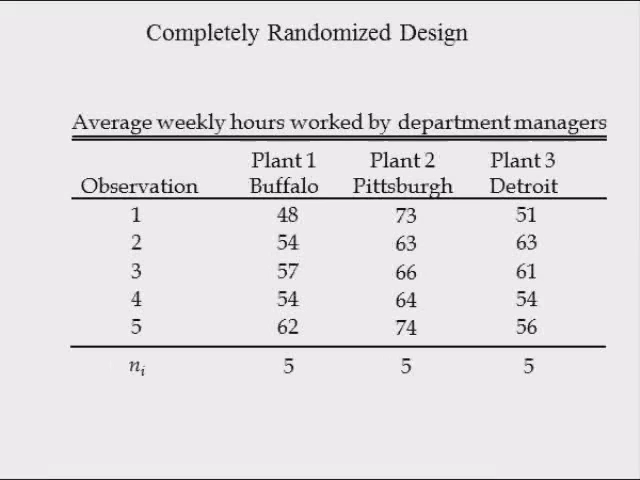 Completely Randomized Design
Average weekly hours worked by department managers
Plant 1 Plant 2 Plant 3
Observation Buffalo Pittsburgh Detroit
1 48 73 51
2 54 63 63
3 57 66 61
4 54 64 54
5 62 74 56
nᵢ 5 5 5